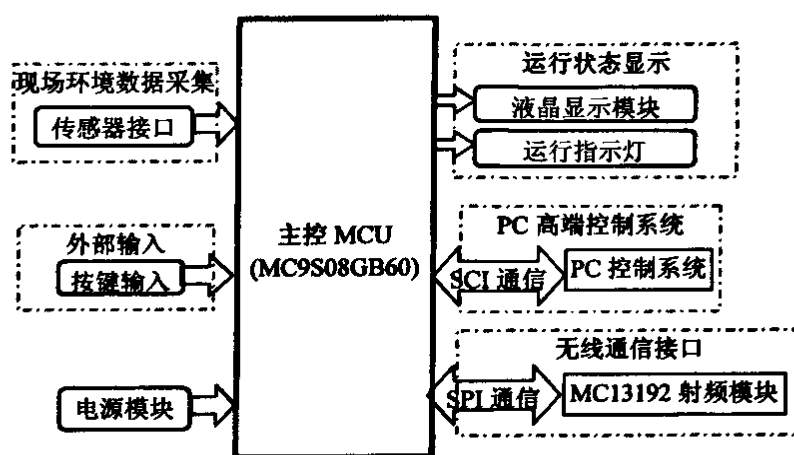 现场环境数据采集
传感器接口
外部输入
按键输入
电源模块
主控 MCU
(MC9S08GB60)
运行状态显示
液晶显示模块
运行指示灯
PC 高端控制系统
SCI 通信
PC 控制系统
无线通信接口
SPI 通信
MC13192 射频模块